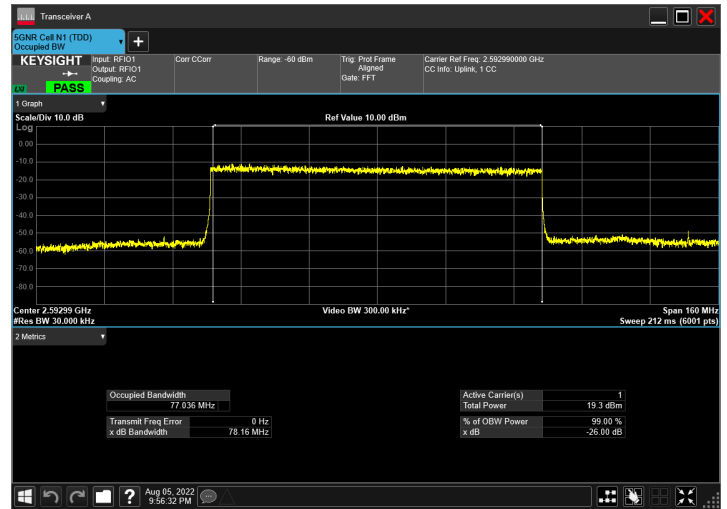 Transceiver A
5GNR Cell N1 (TDD)
Occupied BW
KEYSIGHT
LXI
PASS
Input: RFIO1
Output: RFIO1
Coupling: AC
Corr CCorr
Range: -60 dBm
Trig: Prot Frame
Aligned
Gate: FFT
Carrier Ref Freq: 2.592990000 GHz
CC Info: Uplink, 1 CC
1 Graph
Scale/Div 10.0 dB
Ref Value 10.00 dBm
Log
0.00
-10.0
-20.0
-30.0
-40.0
-50.0
-60.0
-70.0
-80.0
Center 2.59299 GHz
Video BW 300.00 kHz*
Span 160 MHz
#Res BW 30.000 kHz
Sweep 212 ms (6001 pts)
2 Metrics
Occupied Bandwidth
77.036 MHz
Transmit Freq Error 0 Hz
x dB Bandwidth 78.16 MHz
Active Carrier(s) 1
Total Power 19.3 dBm
% of OBW Power 99.00 %
x dB -26.00 dB
Aug 05, 2022
9:56:32 PM